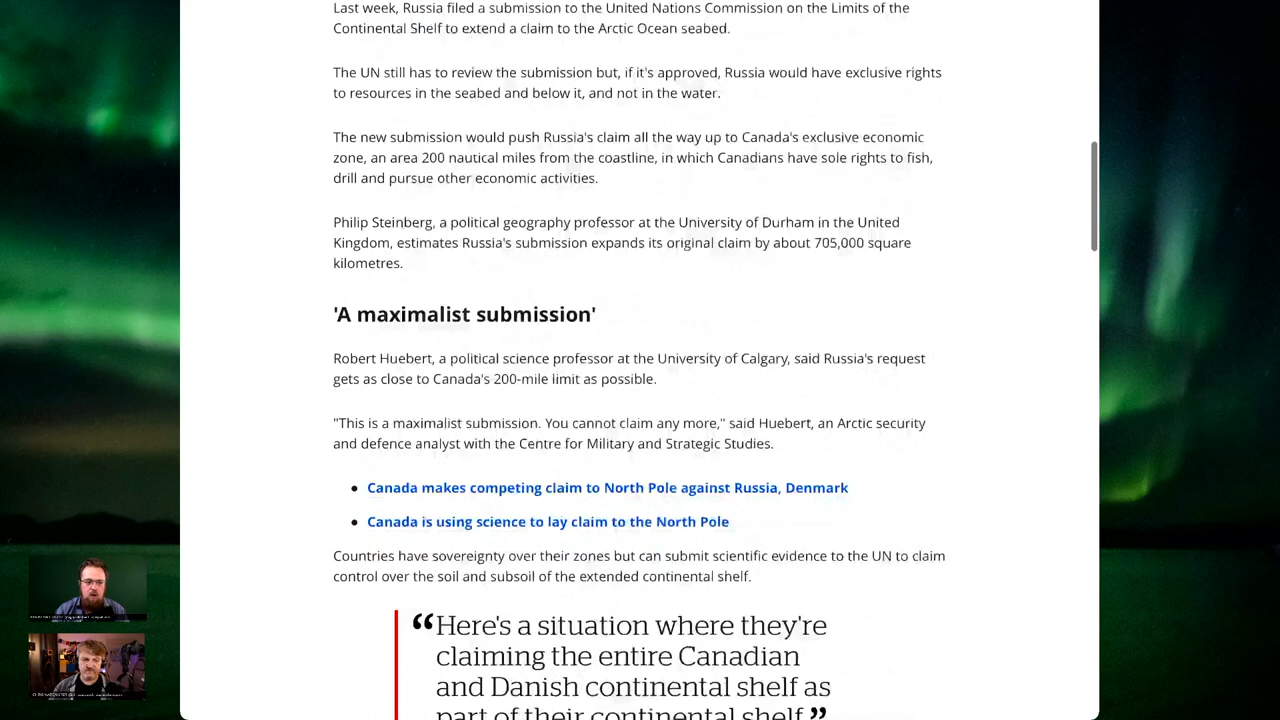 Last week, Russia filed a submission to the United Nations Commission on the Limits of the
Continental Shelf to extend a claim to the Arctic Ocean seabed.
The UN still has to review the submission but, if it's approved, Russia would have exclusive rights
to resources in the seabed and below it, and not in the water.
The new submission would push Russia's claim all the way up to Canada's exclusive economic
zone, an area 200 nautical miles from the coastline, in which Canadians have sole rights to fish,
drill and pursue other economic activities.
Philip Steinberg, a political geography professor at the University of Durham in the United
Kingdom, estimates Russia's submission expands its original claim by about 705,000 square
kilometres.
'A maximalist submission'
Robert Huebert, a political science professor at the University of Calgary, said Russia's request
gets as close to Canada's 200-mile limit as possible.
"This is a maximalist submission. You cannot claim any more," said Huebert, an Arctic security
and defence analyst with the Centre for Military and Strategic Studies.
• Canada makes competing claim to North Pole against Russia, Denmark
• Canada is using science to lay claim to the North Pole
Countries have sovereignty over their zones but can submit scientific evidence to the UN to claim
control over the soil and subsoil of the extended continental shelf.
“Here's a situation where they're
claiming the entire Canadian
and Danish continental shelf as
part of their continental shelf.”